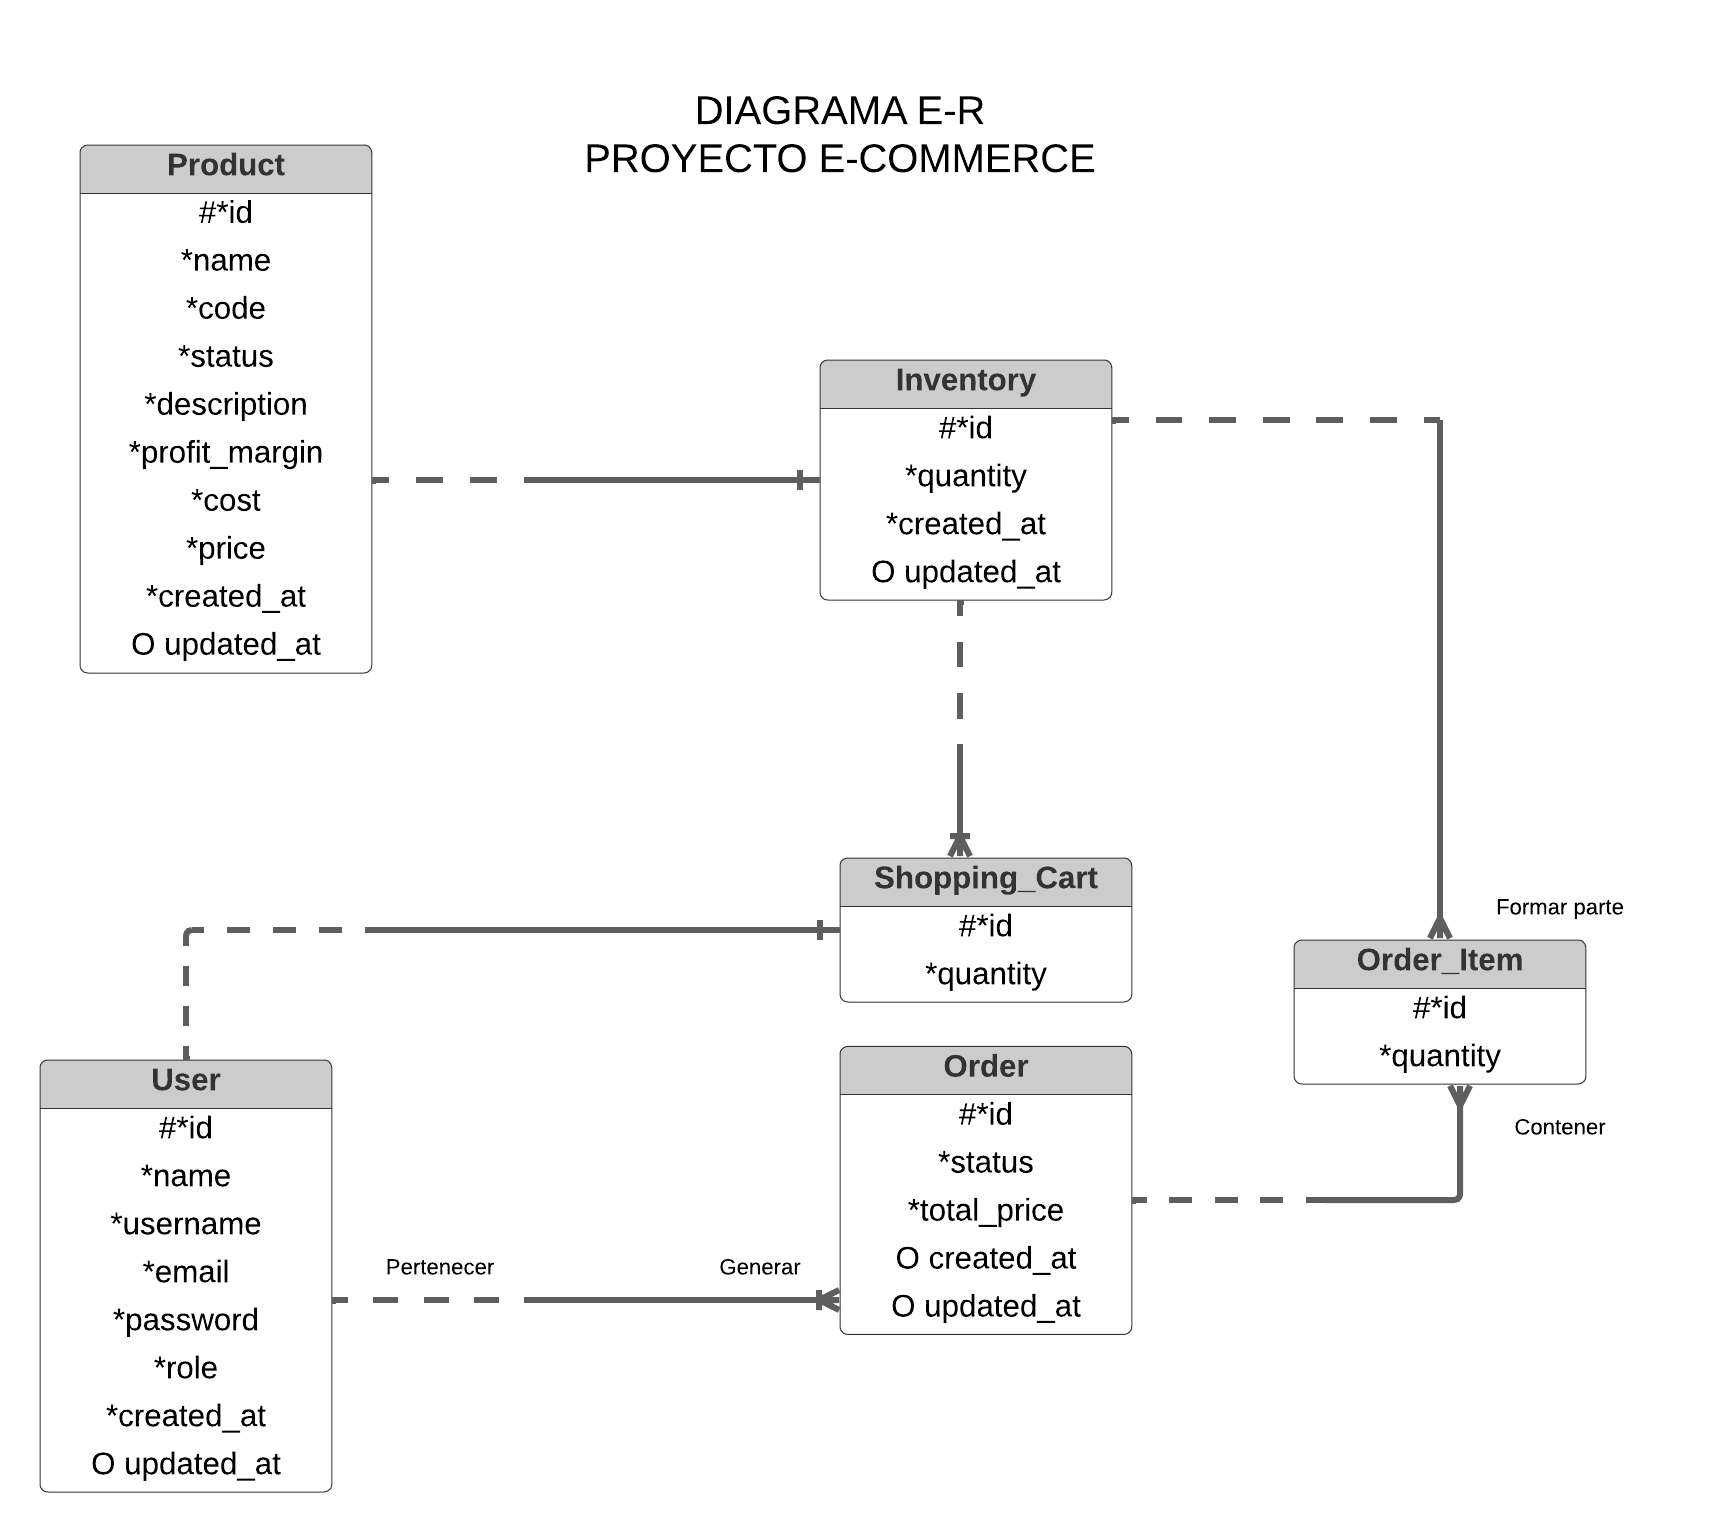 DIAGRAMA E-R
PROYECTO E-COMMERCE
Product
#*id
*name
*code
*status
*description
*profit_margin
*cost
*price
*created_at
O updated_at
Inventory
#*id
*quantity
*created_at
O updated_at
Shopping_Cart
#*id
*quantity
Formar parte
Order_Item
#*id
*quantity
Contener
User
#*id
*name
*username
*email
*password
*role
*created_at
O updated_at
Pertenecer
Generar
Order
#*id
*status
*total_price
O created_at
O updated_at